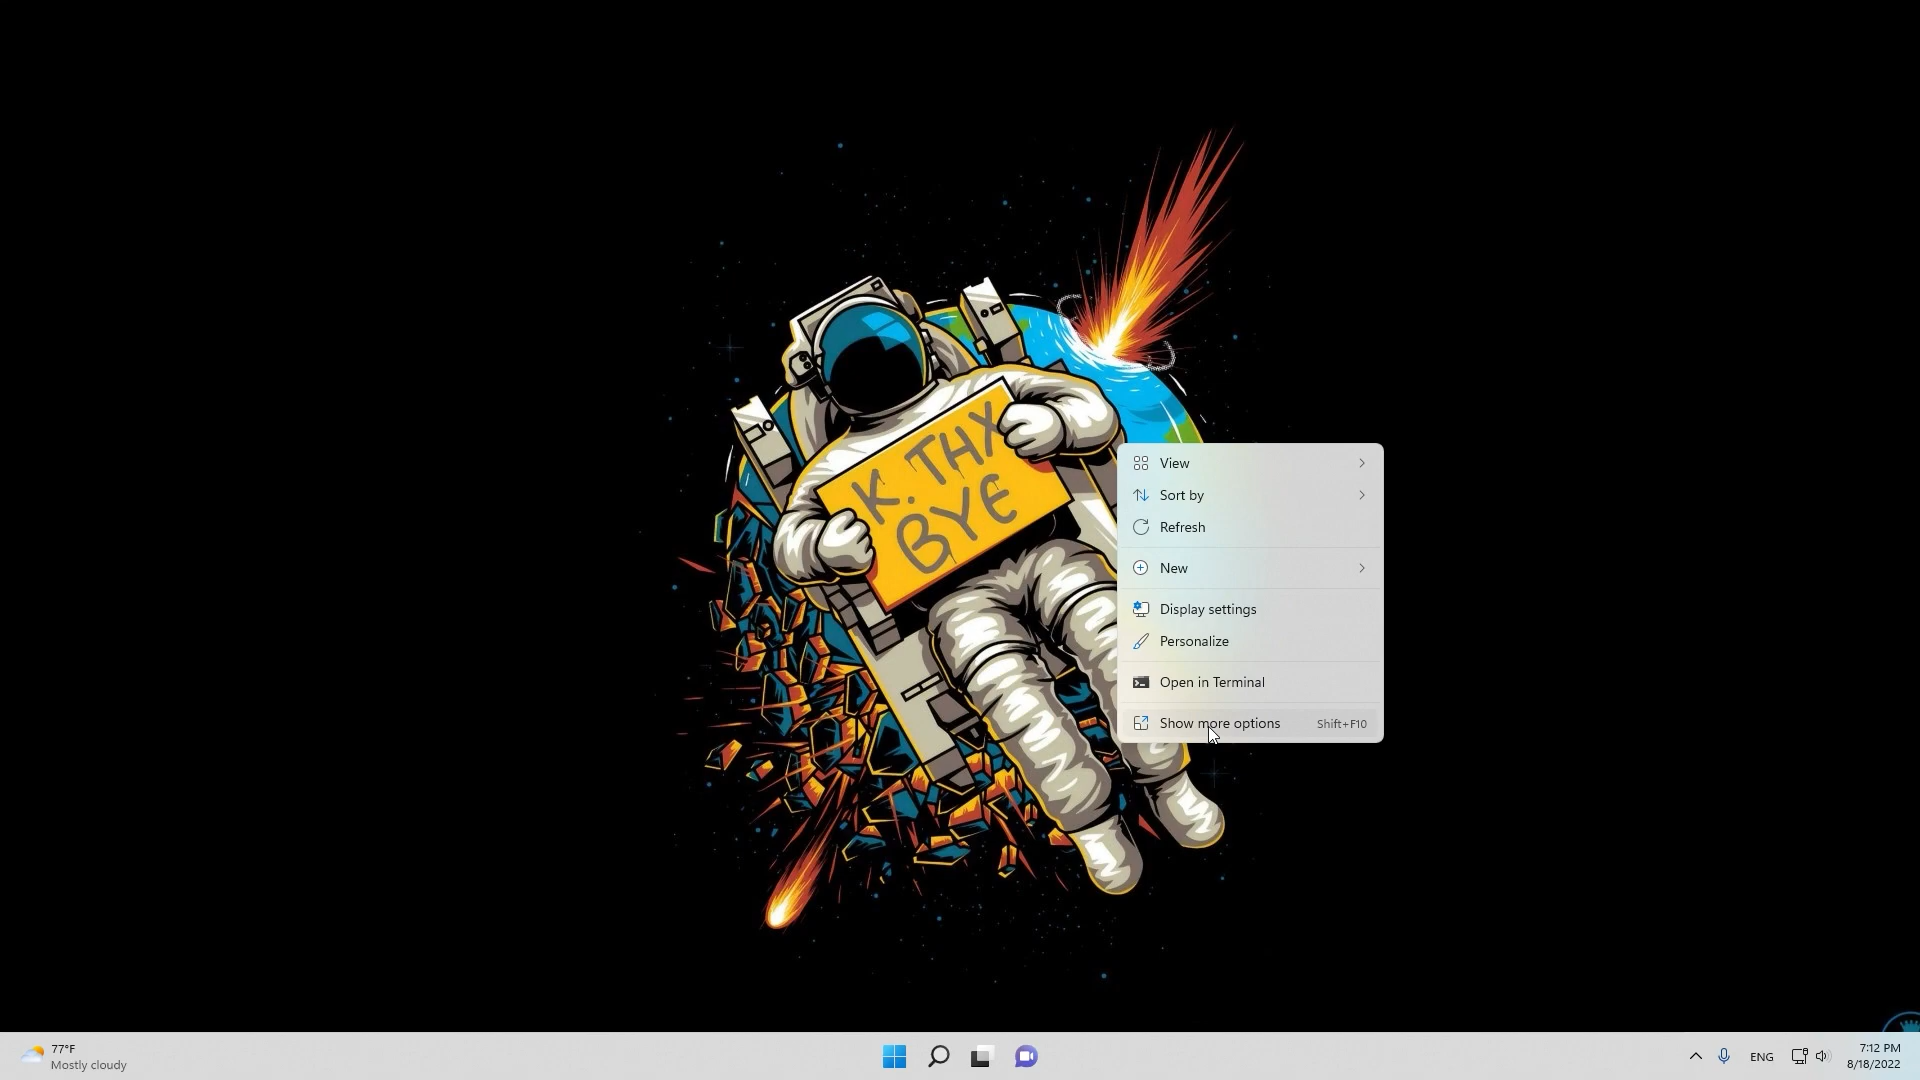 K. THX
BYE
View
Sort by
Refresh
New
Display settings
Personalize
Open in Terminal
Show more options Shift+F10
77°F
Mostly cloudy
ENG
7:12 PM
8/18/2022